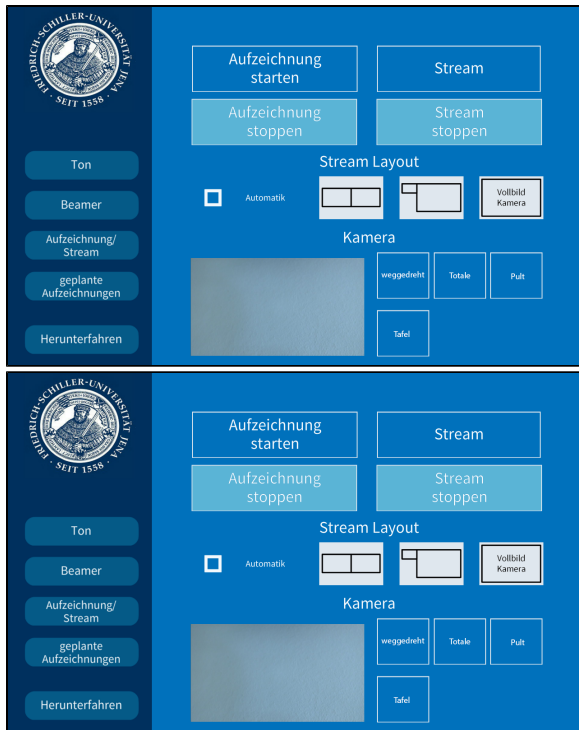 FRIEDRICH-SCHILLER-UNIVERSITÄT JENA
· SEIT 1558 ·
Ton
Beamer
Aufzeichnung/
Stream
geplante
Aufzeichnungen
Herunterfahren
Aufzeichnung
starten
Stream
Aufzeichnung
stoppen
Stream
stoppen
Stream Layout
Automatik
Vollbild
Kamera
Kamera
weggedreht
Totale
Pult
Tafel
FRIEDRICH-SCHILLER-UNIVERSITÄT JENA
· SEIT 1558 ·
Ton
Beamer
Aufzeichnung/
Stream
geplante
Aufzeichnungen
Herunterfahren
Aufzeichnung
starten
Stream
Aufzeichnung
stoppen
Stream
stoppen
Stream Layout
Automatik
Vollbild
Kamera
Kamera
weggedreht
Totale
Pult
Tafel